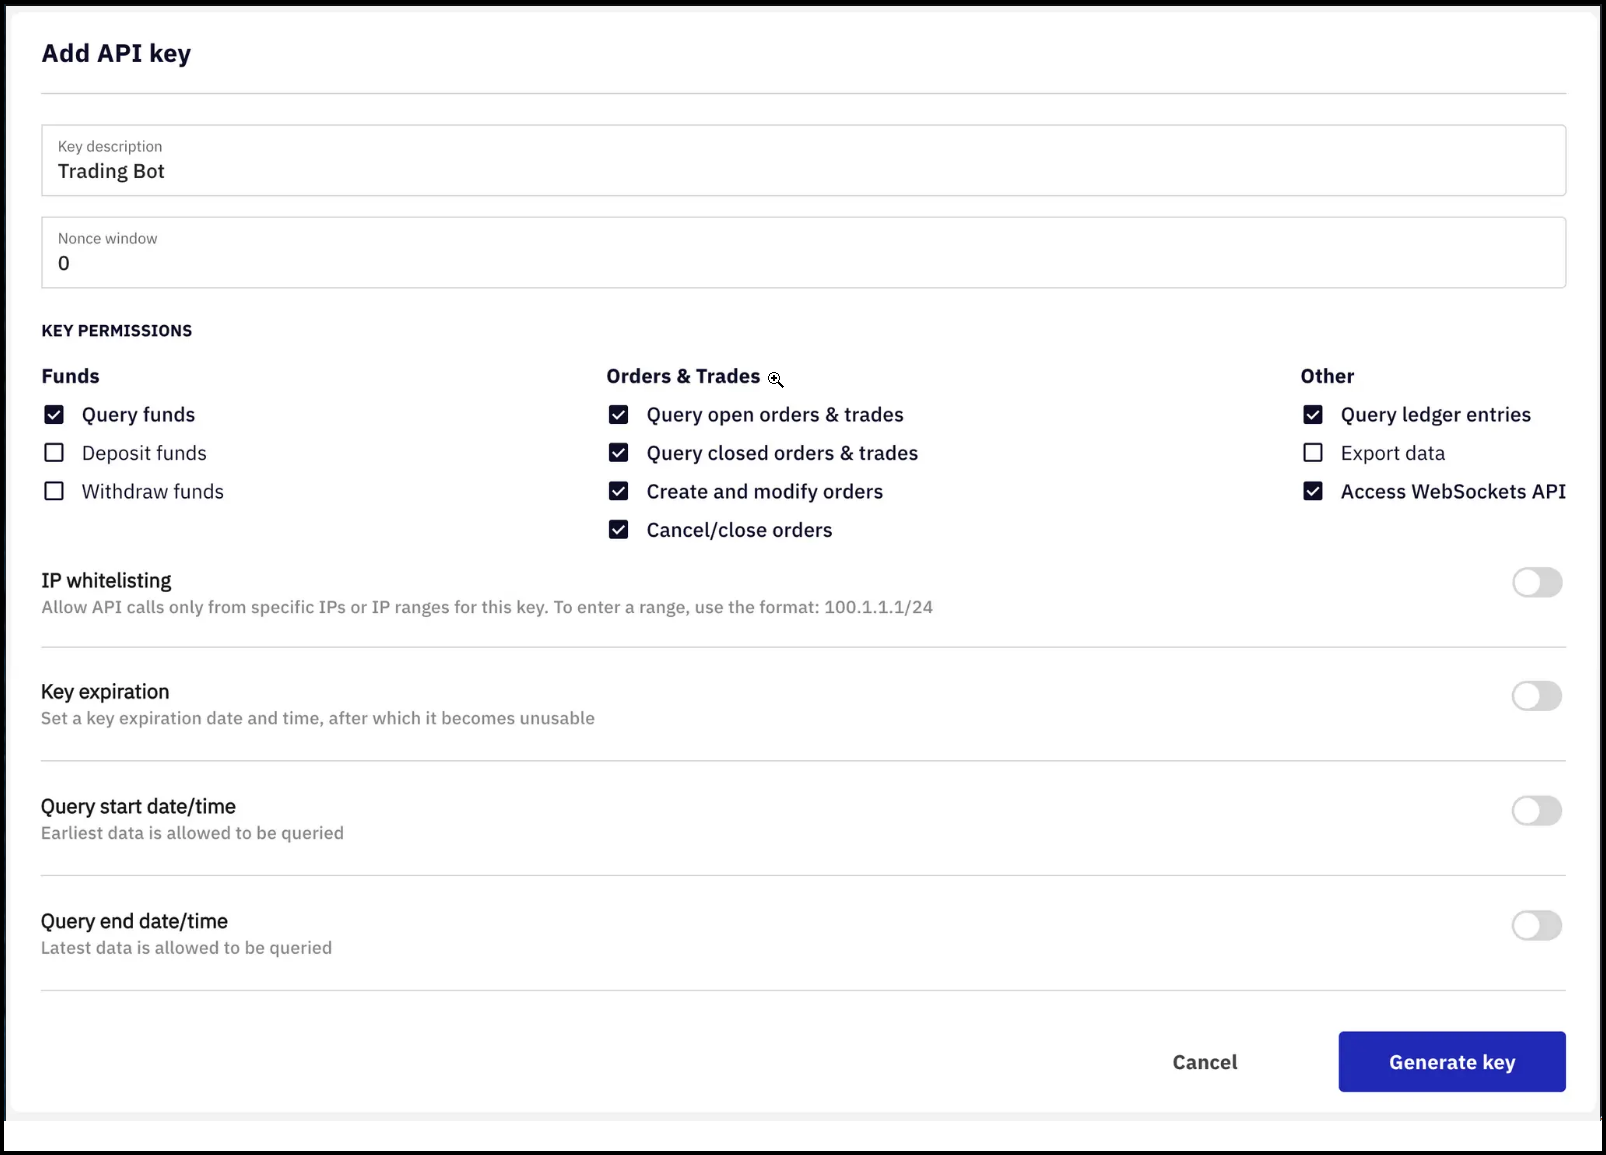 Add API key
Key description
Trading Bot
Nonce window
0
KEY PERMISSIONS
Funds
Query funds
Deposit funds
Withdraw funds
Orders & Trades
Query open orders & trades
Query closed orders & trades
Create and modify orders
Cancel/close orders
Other
Query ledger entries
Export data
Access WebSockets API
IP whitelisting
Allow API calls only from specific IPs or IP ranges for this key. To enter a range, use the format: 100.1.1.1/24
Key expiration
Set a key expiration date and time, after which it becomes unusable
Query start date/time
Earliest data is allowed to be queried
Query end date/time
Latest data is allowed to be queried
Cancel
Generate key